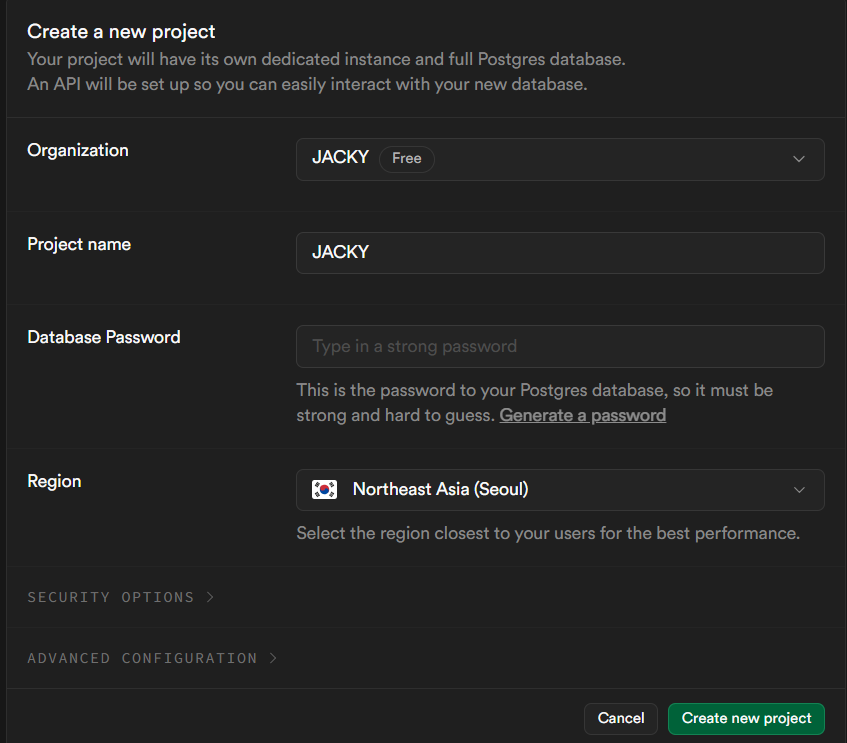 Create a new project
Your project will have its own dedicated instance and full Postgres database.
An API will be set up so you can easily interact with your new database.
Organization
JACKY Free
Project name
JACKY
Database Password
Type in a strong password
This is the password to your Postgres database, so it must be
strong and hard to guess. Generate a password
Region
Northeast Asia (Seoul)
Select the region closest to your users for the best performance.
SECURITY OPTIONS
ADVANCED CONFIGURATION
Cancel
Create new project